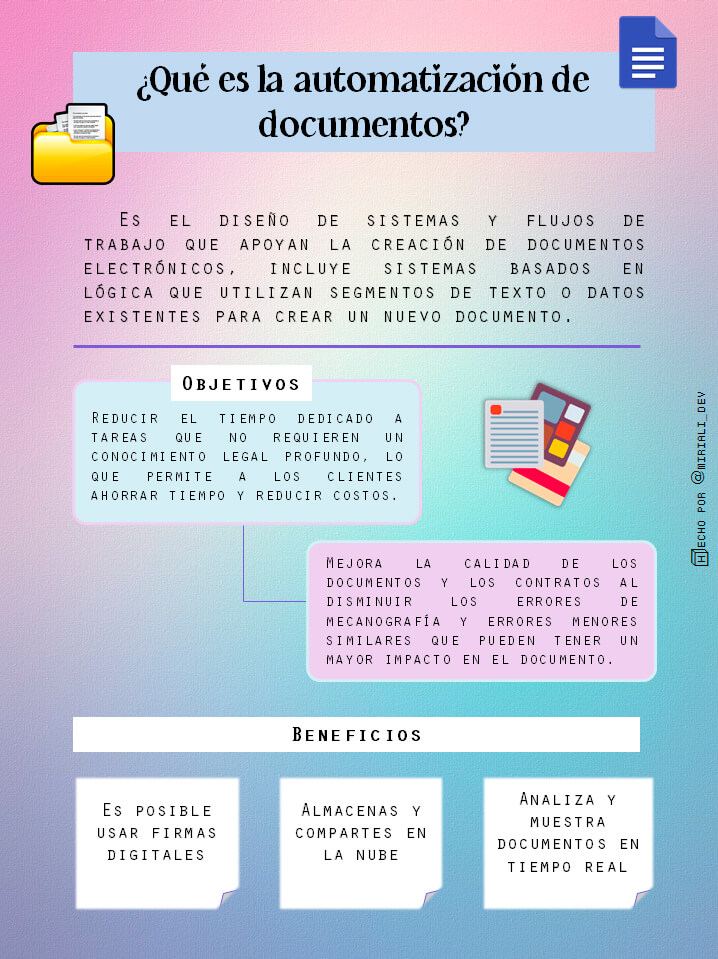 ¿Qué es la automatización de
documentos?
Es el diseño de sistemas y flujos de
trabajo que apoyan la creación de documentos
electrónicos, incluye sistemas basados en
lógica que utilizan segmentos de texto o datos
existentes para crear un nuevo documento.
Objetivos
Reducir el tiempo dedicado a
tareas que no requieren un
conocimiento legal profundo, lo
que permite a los clientes
ahorrar tiempo y reducir costos.
Mejora la calidad de los
documentos y los contratos al
disminuir los errores de
mecanografía y errores menores
similares que pueden tener un
mayor impacto en el documento.
Hecho por @miriali_dev
Beneficios
Es posible
usar firmas
digitales
Almacenas y
compartes en
la nube
Analiza y
muestra
documentos en
tiempo real